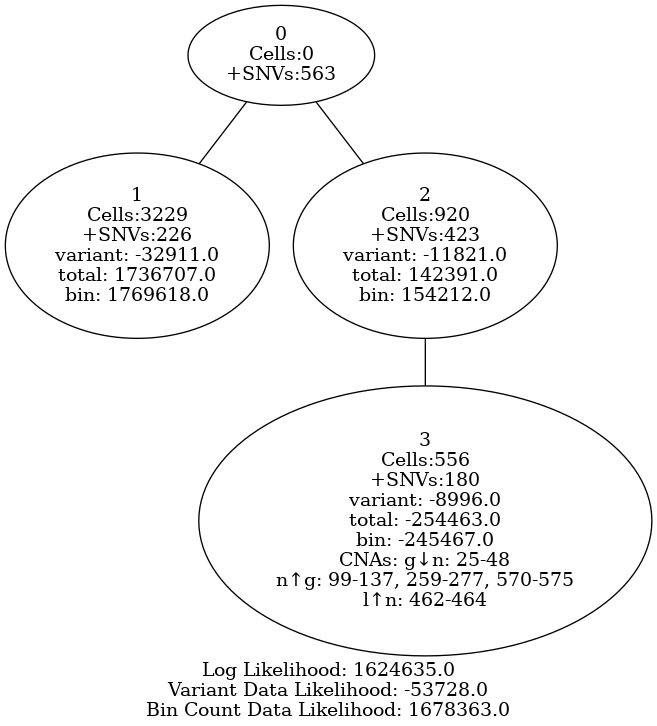 0
Cells:0
+SNVs:563
1
Cells:3229
+SNVs:226
variant: -32911.0
total: 1736707.0
bin: 1769618.0
2
Cells:920
+SNVs:423
variant: -11821.0
total: 142391.0
bin: 154212.0
3
Cells:556
+SNVs:180
variant: -8996.0
total: -254463.0
bin: -245467.0
CNAs: g↓n: 25-48
n↑g: 99-137, 259-277, 570-575
l↑n: 462-464
Log Likelihood: 1624635.0
Variant Data Likelihood: -53728.0
Bin Count Data Likelihood: 1678363.0